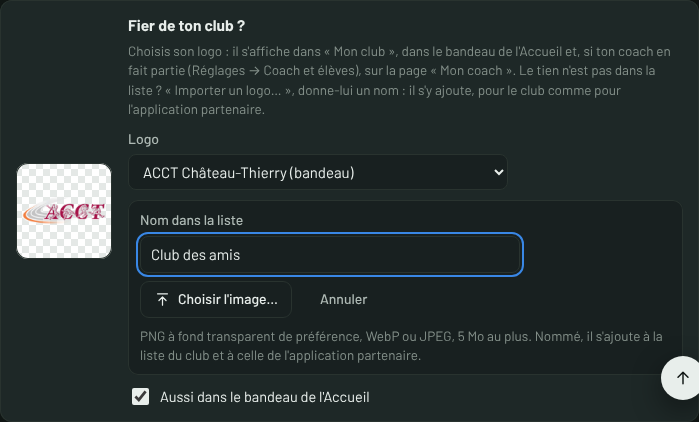 Fier de ton club ?
Choisis son logo : il s'affiche dans « Mon club », dans le bandeau de l'Accueil et, si ton coach en
fait partie (Réglages → Coach et élèves), sur la page « Mon coach ». Le tien n'est pas dans la
liste ? « Importer un logo... », donne-lui un nom : il s'y ajoute, pour le club comme pour
l'application partenaire.
Logo
ACCT Château-Thierry (bandeau)
ACCT
Nom dans la liste
Club des amis
Choisir l'image... Annuler
PNG à fond transparent de préférence, WebP ou JPEG, 5 Mo au plus. Nommé, il s'ajoute à la
liste du club et à celle de l'application partenaire.
Aussi dans le bandeau de l'Accueil